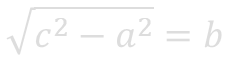 √(c² − a²) = b